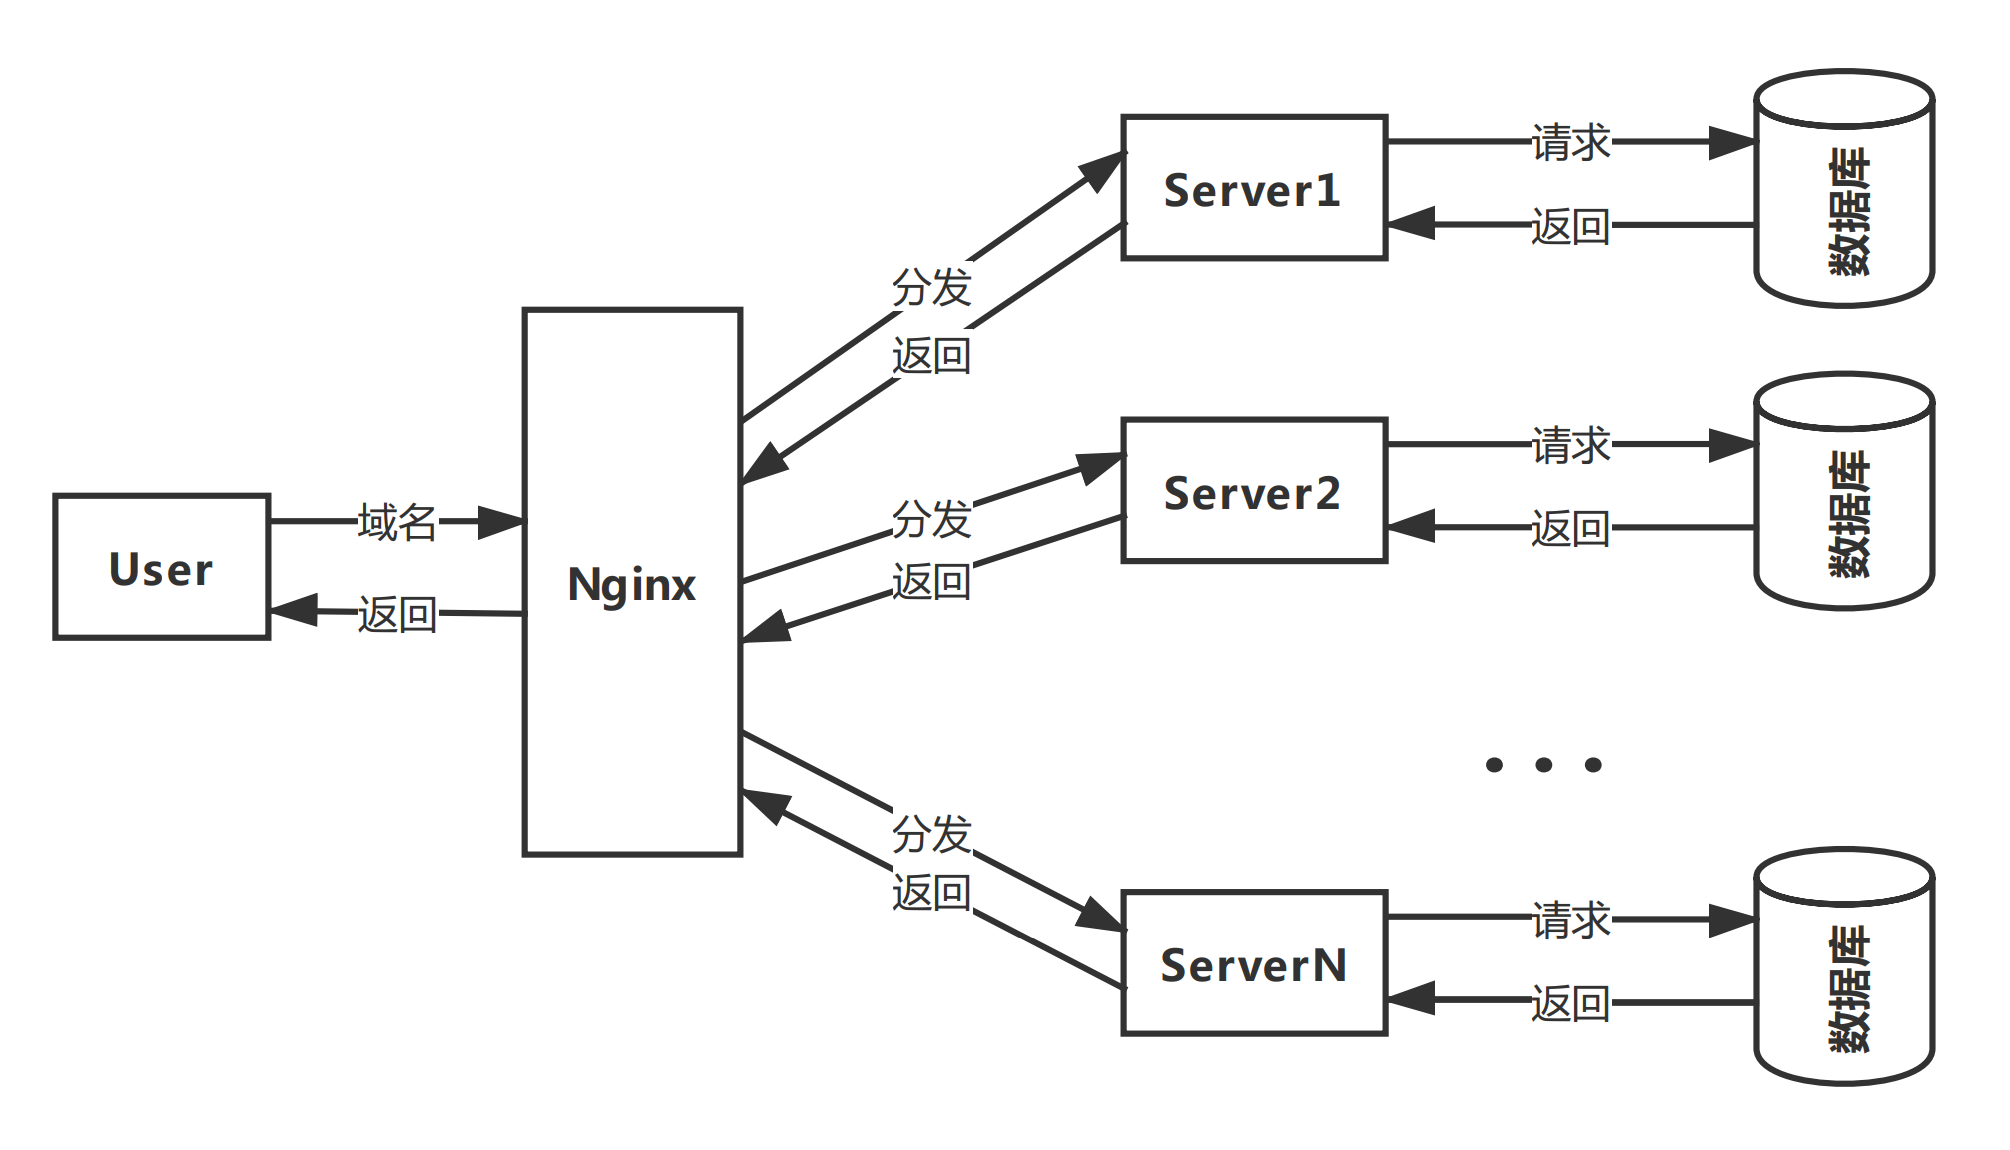 User
域名
返回
Nginx
分发
返回
分发
返回
分发
返回
Server1
请求
返回
数据库
Server2
请求
返回
数据库
...
ServerN
请求
返回
数据库